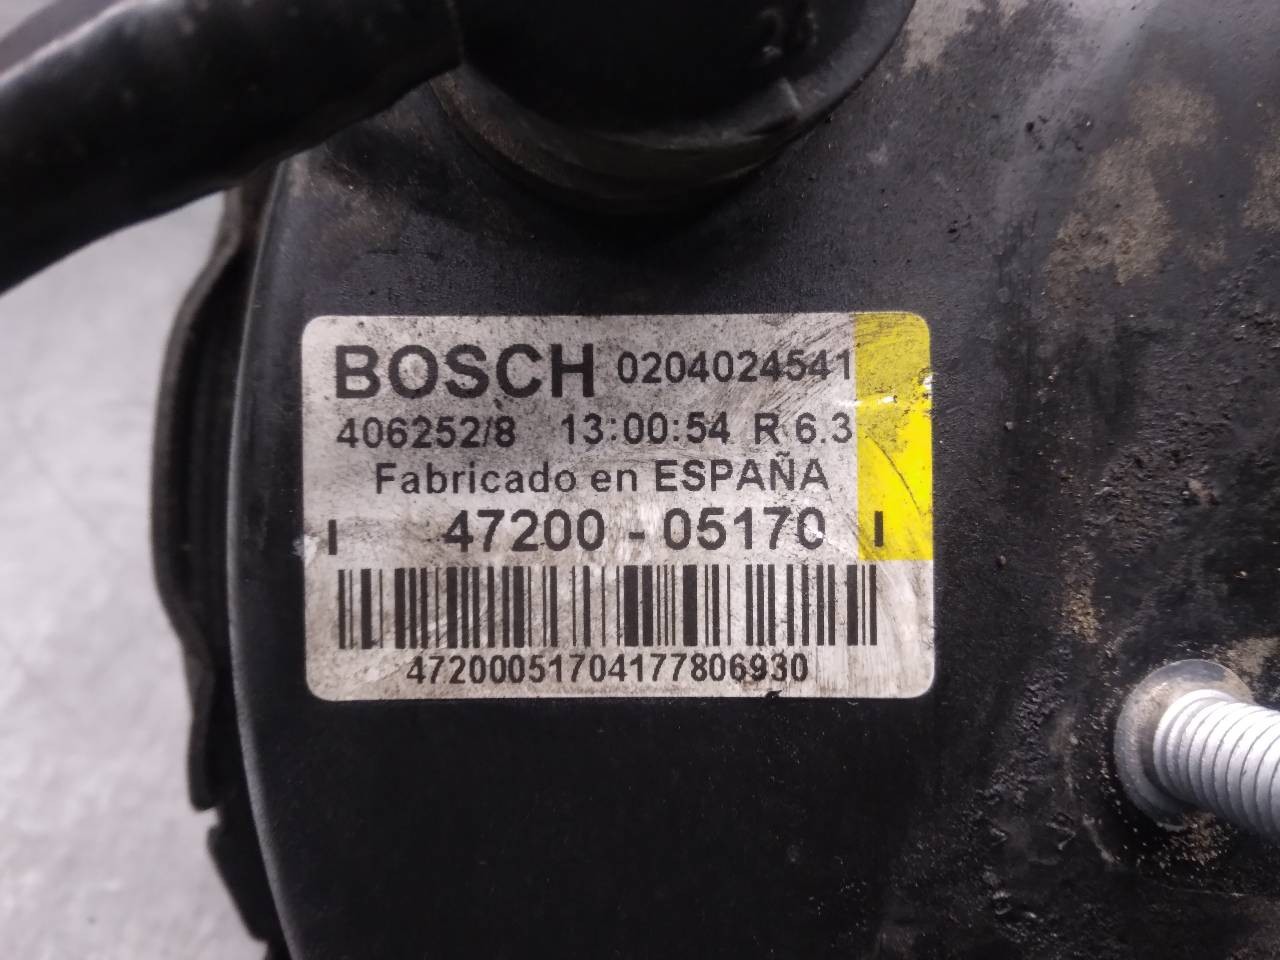 BOSCH 0204024541
406252/8 13:00:54 R 6.3
Fabricado en ESPAÑA
I 47200 - 05170 I
47200051704177806930